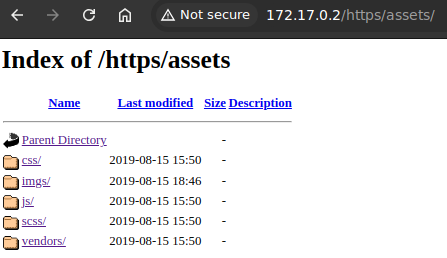 Not secure 172.17.0.2/https/assets/
Index of /https/assets
Name Last modified Size Description
Parent Directory -
css/ 2019-08-15 15:50 -
imgs/ 2019-08-15 18:46 -
js/ 2019-08-15 15:50 -
scss/ 2019-08-15 15:50 -
vendors/ 2019-08-15 15:50 -